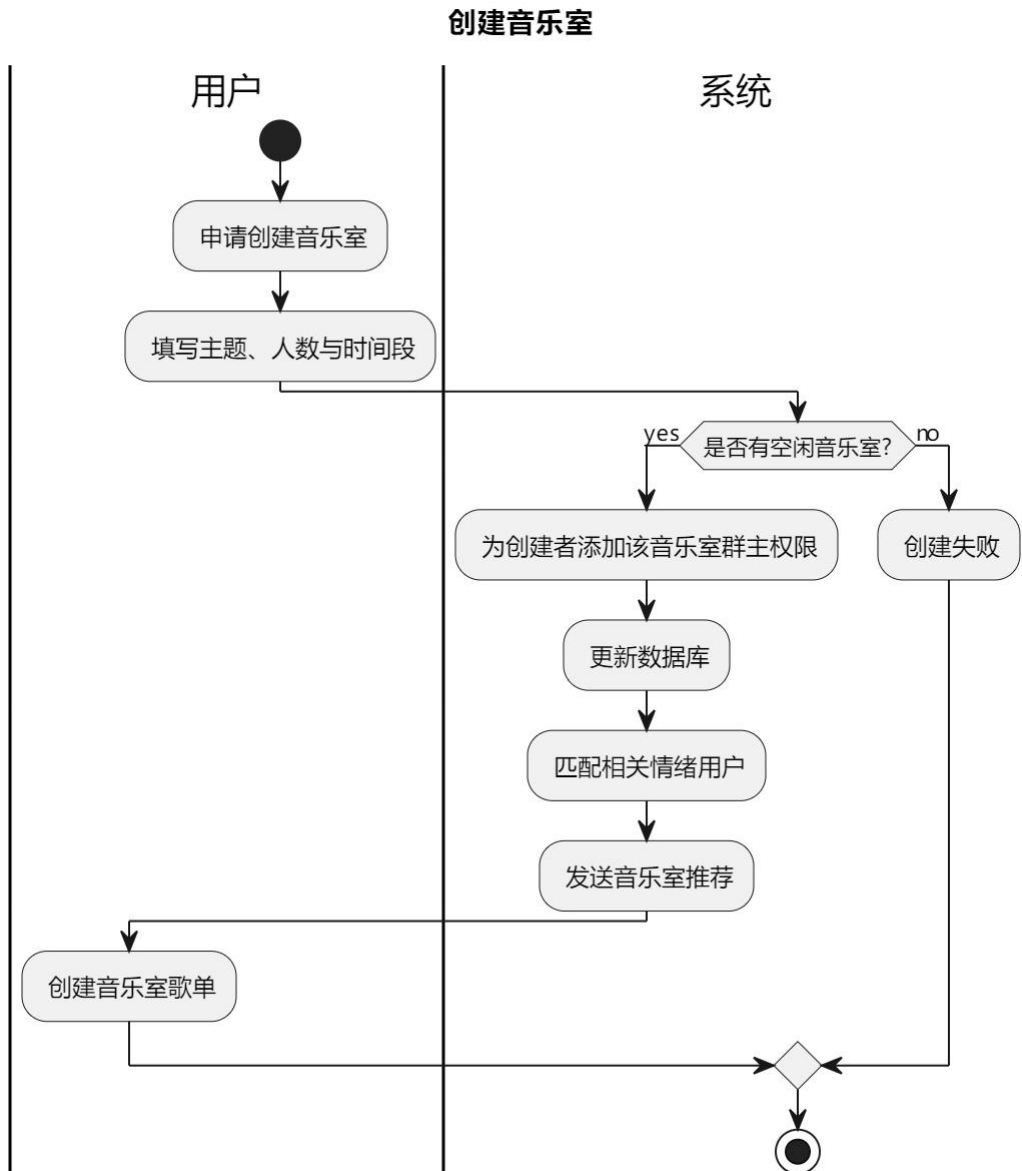 创建音乐室
用户
系统
申请创建音乐室
填写主题、人数与时间段
是否有空闲音乐室?
yes
no
为创建者添加该音乐室群主权限
创建失败
更新数据库
匹配相关情绪用户
发送音乐室推荐
创建音乐室歌单